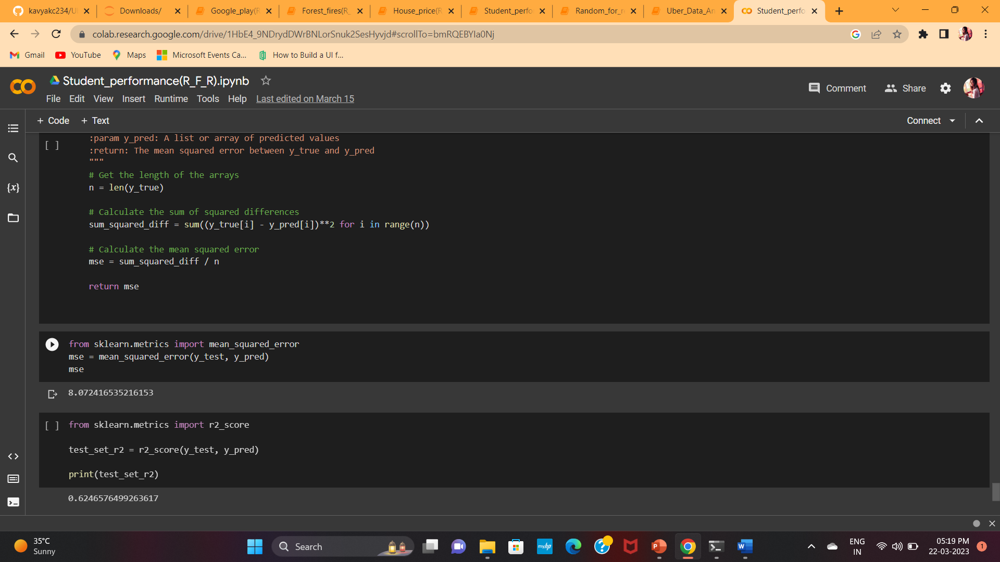 kavyakc234/U
Downloads/
Google_play(R
Forest_fires(R_
House_price(R
Student_perfo
Random_for_r
Uber_Data_An
Student_perfo
colab.research.google.com/drive/1HbE4_9NDrydDWrBNLorSnuk2SesHyvjd#scrollTo=bmRQEBYIa0Nj
Gmail
YouTube
Maps
Microsoft Events Ca...
How to Build a UI f...
Student_performance(R_F_R).ipynb
File Edit View Insert Runtime Tools Help Last edited on March 15
Comment
Share
+ Code + Text
Connect
{x}
[ ]
:param y_pred: A list or array of predicted values
:return: The mean squared error between y_true and y_pred
"""
# Get the length of the arrays
n = len(y_true)
# Calculate the sum of squared differences
sum_squared_diff = sum((y_true[i] - y_pred[i])**2 for i in range(n))
# Calculate the mean squared error
mse = sum_squared_diff / n
return mse
from sklearn.metrics import mean_squared_error
mse = mean_squared_error(y_test, y_pred)
mse
8.072416535216153
[ ] from sklearn.metrics import r2_score
test_set_r2 = r2_score(y_test, y_pred)
print(test_set_r2)
0.6246576499263617
35°C
Sunny
Search
myhp
ENG
IN
05:19 PM
22-03-2023
1